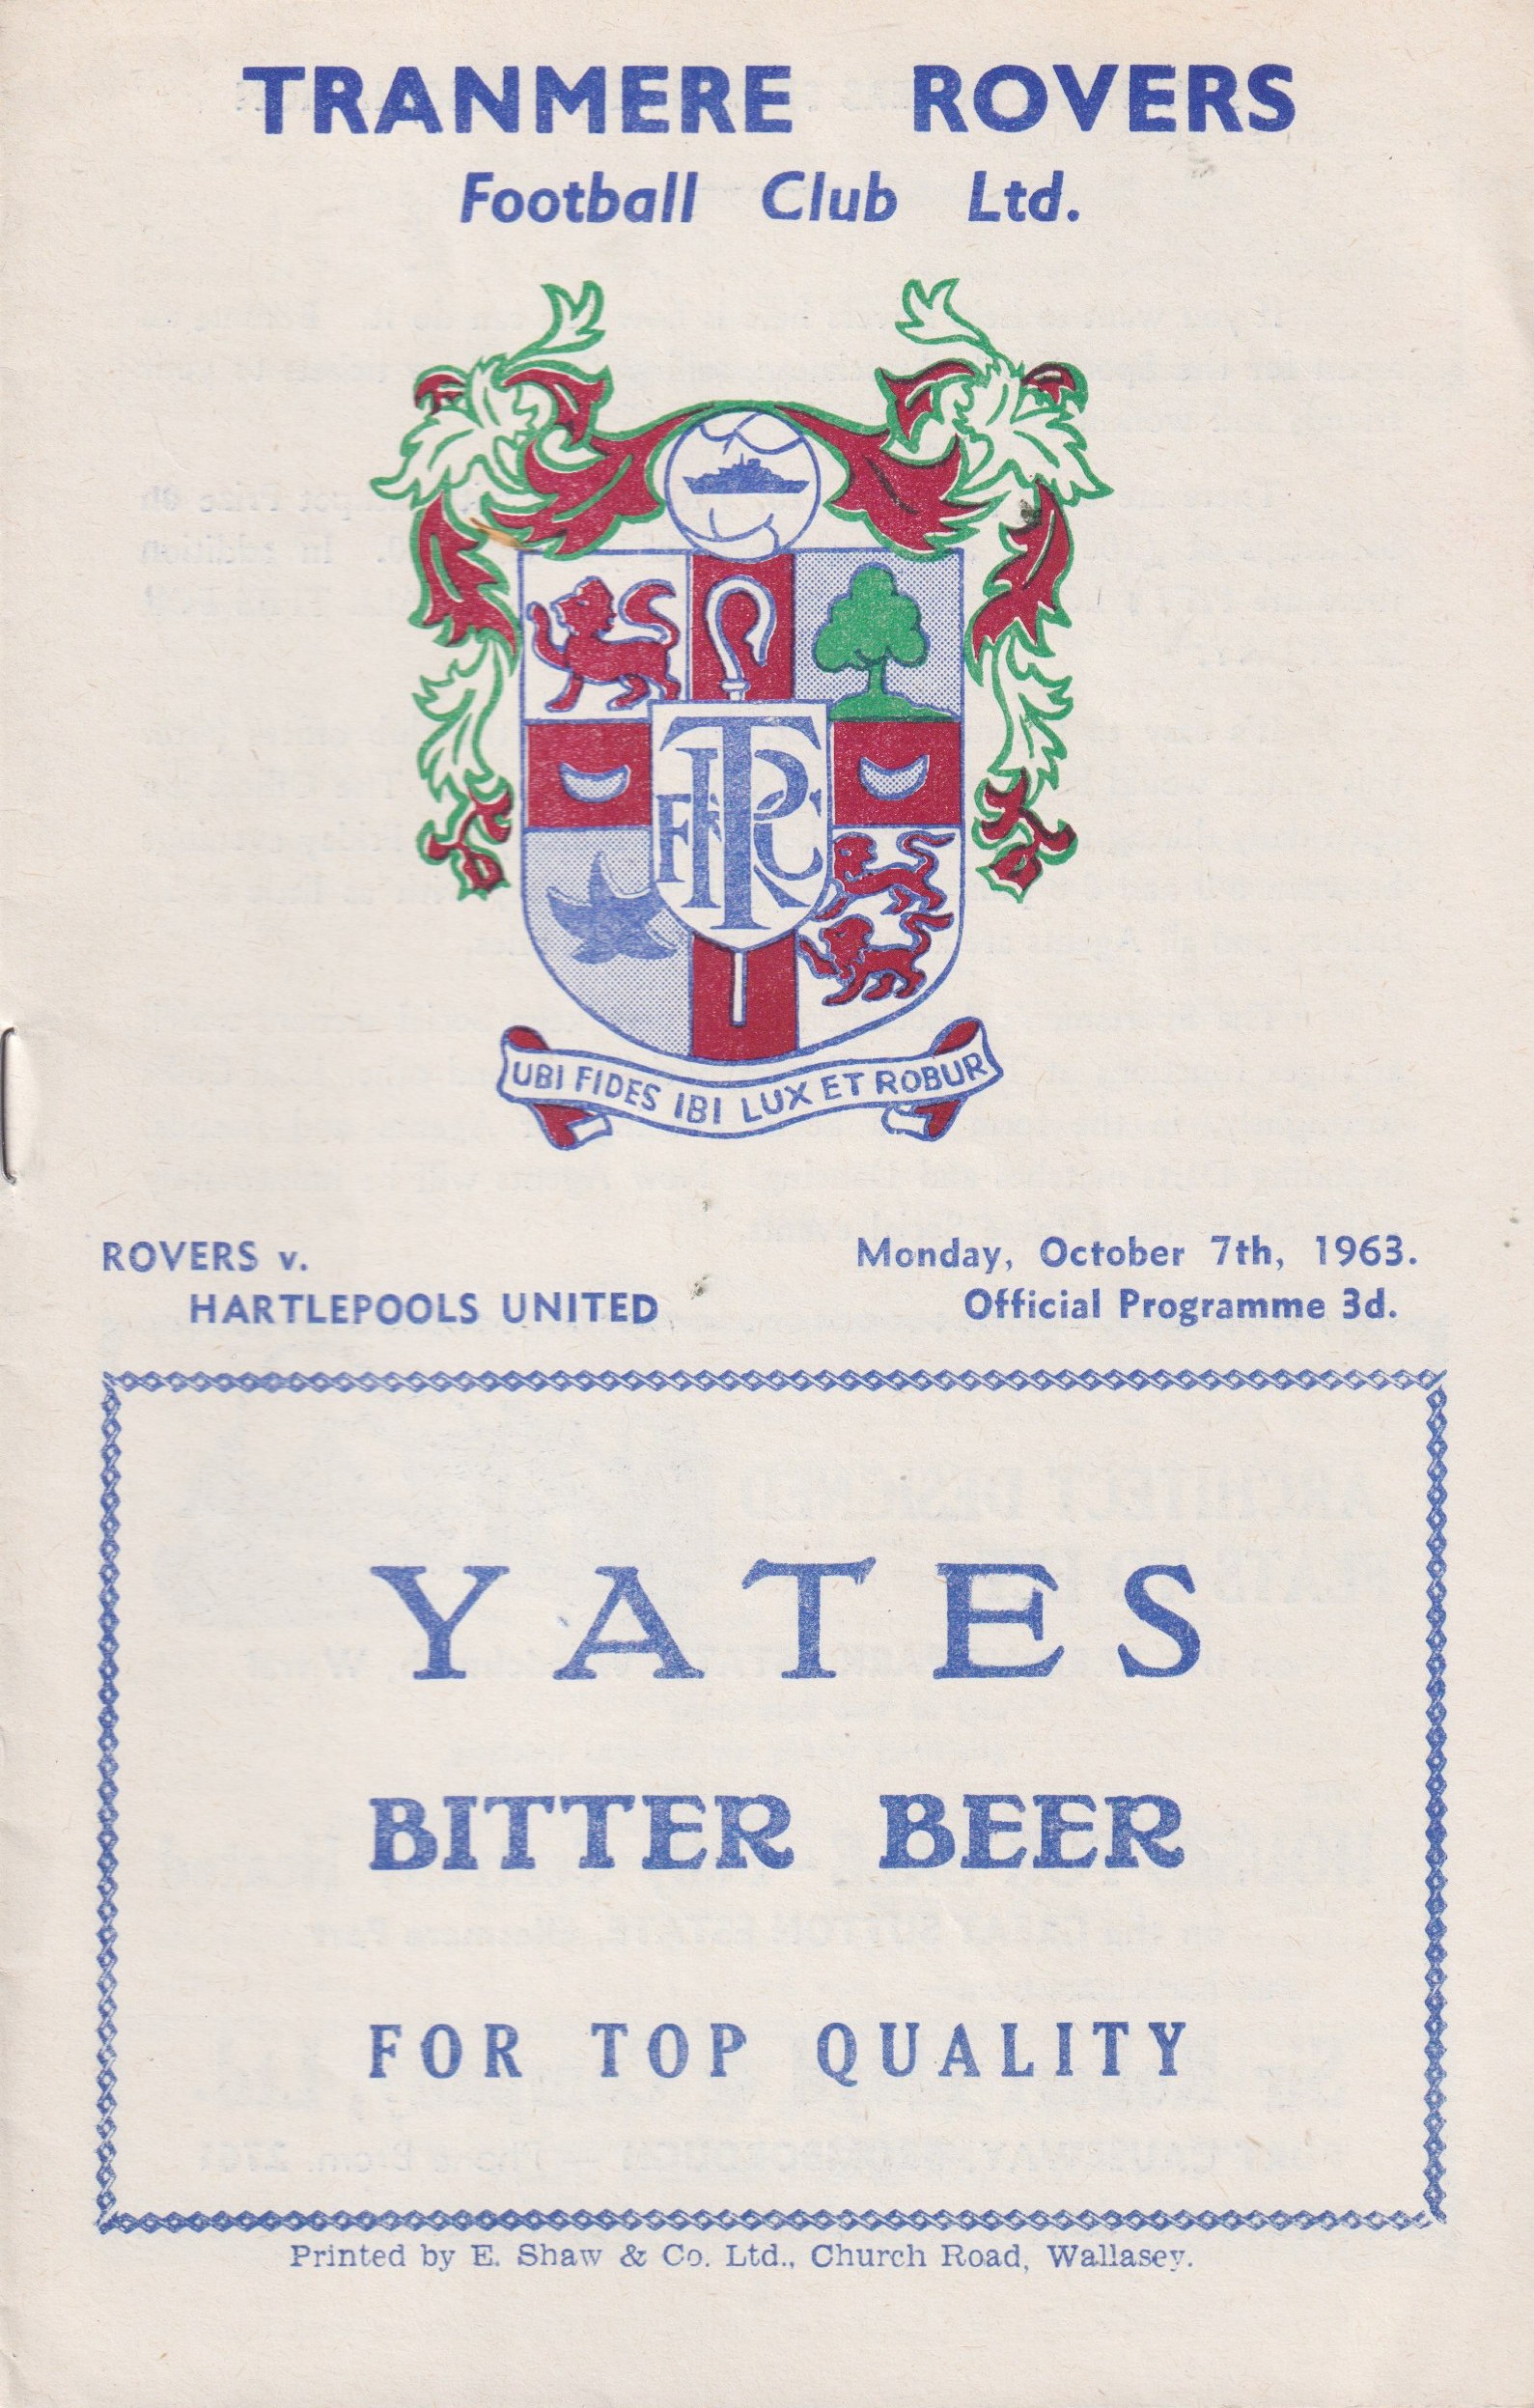 TRANMERE ROVERS
Football Club Ltd.
TRFC
UBI FIDES IBI LUX ET ROBUR
ROVERS v.
HARTLEPOOLS UNITED
Monday, October 7th, 1963.
Official Programme 3d.
YATES
BITTER BEER
FOR TOP QUALITY
Printed by E. Shaw & Co. Ltd., Church Road, Wallasey.